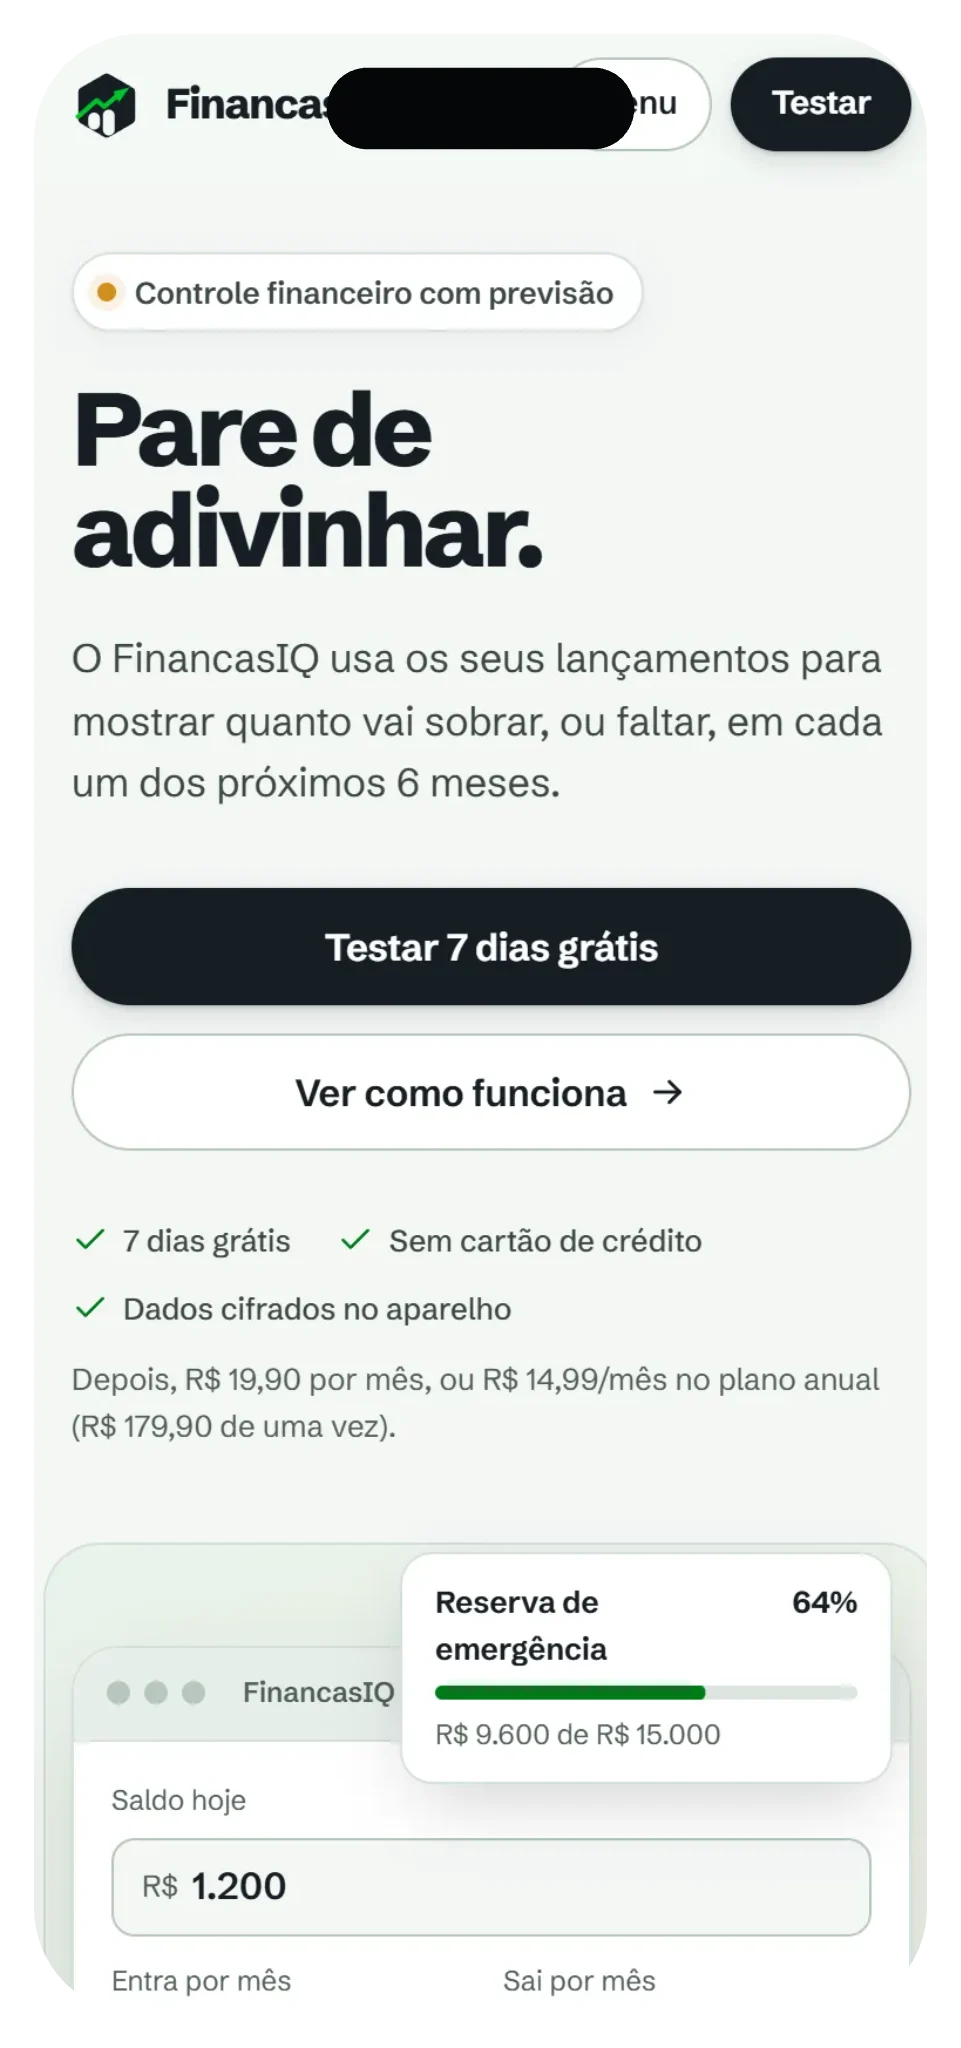 Testar
Controle financeiro com previsão
Pare de
adivinhar.
O FinancasIQ usa os seus lançamentos para
mostrar quanto vai sobrar, ou faltar, em cada
um dos próximos 6 meses.
Testar 7 dias grátis
Ver como funciona →
7 dias grátis
Sem cartão de crédito
Dados cifrados no aparelho
Depois, R$ 19,90 por mês, ou R$ 14,99/mês no plano anual
(R$ 179,90 de uma vez).
Reserva de
emergência
64%
R$ 9.600 de R$ 15.000
FinancasIQ
Saldo hoje
R$ 1.200
Entra por mês
Sai por mês